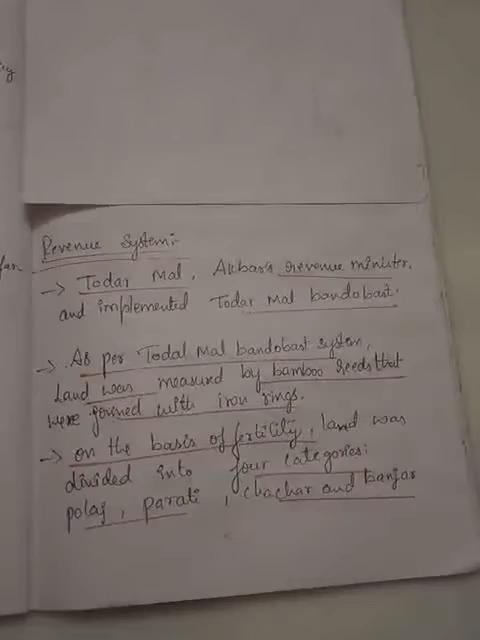 Revenue System:-
→ Todar Mal, Akbar's revenue minister,
and implemented Todar Mal bandobast.
→ As per Todal Mal bandobast system,
Land was measured by bamboo reeds that
were joined with iron rings.
→ on the basis of fertility, land was
divided into four categories:
polaj, parati, chachar and banjar